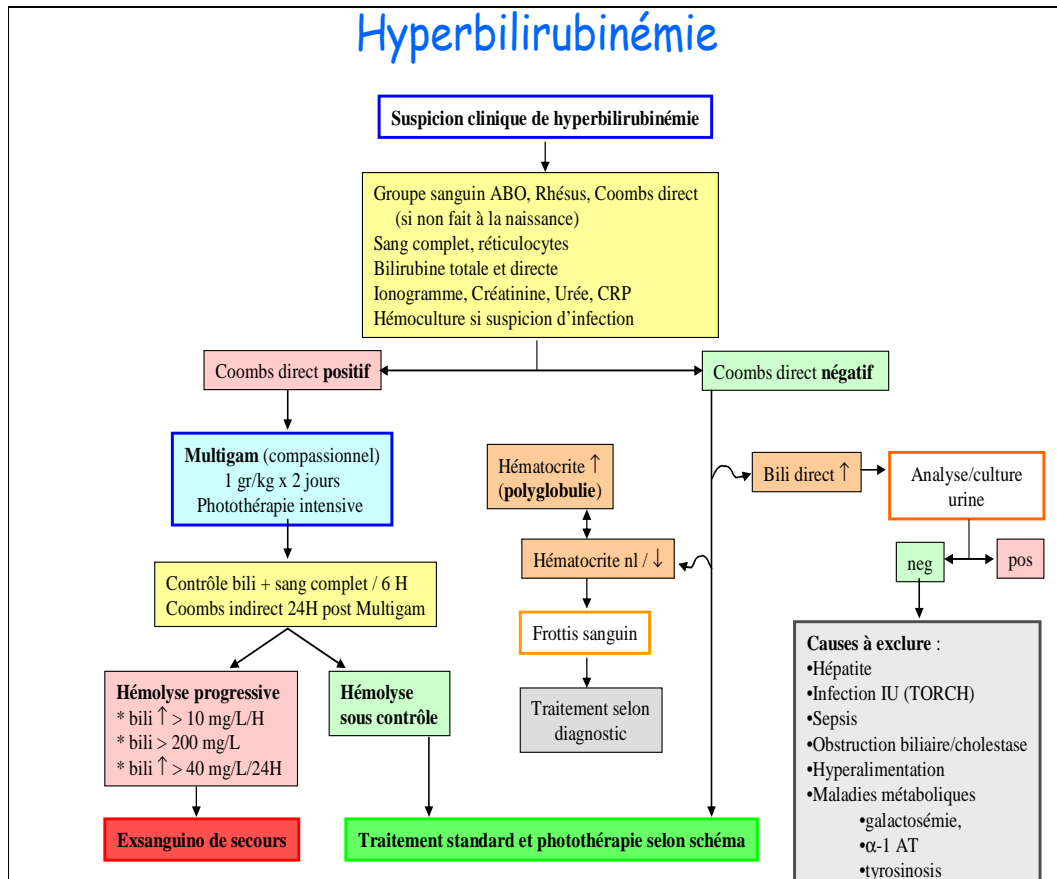 Hyperbilirubinémie
Suspicion clinique de hyperbilirubinémie
Groupe sanguin ABO, Rhésus, Coombs direct
(si non fait à la naissance)
Sang complet, réticulocytes
Bilirubine totale et directe
Ionogramme, Créatinine, Urée, CRP
Hémoculture si suspicion d'infection
Coombs direct positif
Coombs direct négatif
Multigam (compassionnel)
1 gr/kg x 2 jours
Photothérapie intensive
Hématocrite ↑
(polyglobulie)
Bili direct ↑
Analyse/culture
urine
Hématocrite nl / ↓
neg
pos
Contrôle bili + sang complet / 6 H
Coombs indirect 24H post Multigam
Frottis sanguin
Hémolyse progressive
* bili ↑ > 10 mg/L/H
* bili > 200 mg/L
* bili ↑ > 40 mg/L/24H
Hémolyse
sous contrôle
Traitement selon
diagnostic
Causes à exclure :
•Hépatite
•Infection IU (TORCH)
•Sepsis
•Obstruction biliaire/cholestase
•Hyperalimentation
•Maladies métaboliques
•galactosémie,
•α-1 AT
•tyrosinosis
Exsanguino de secours
Traitement standard et photothérapie selon schéma